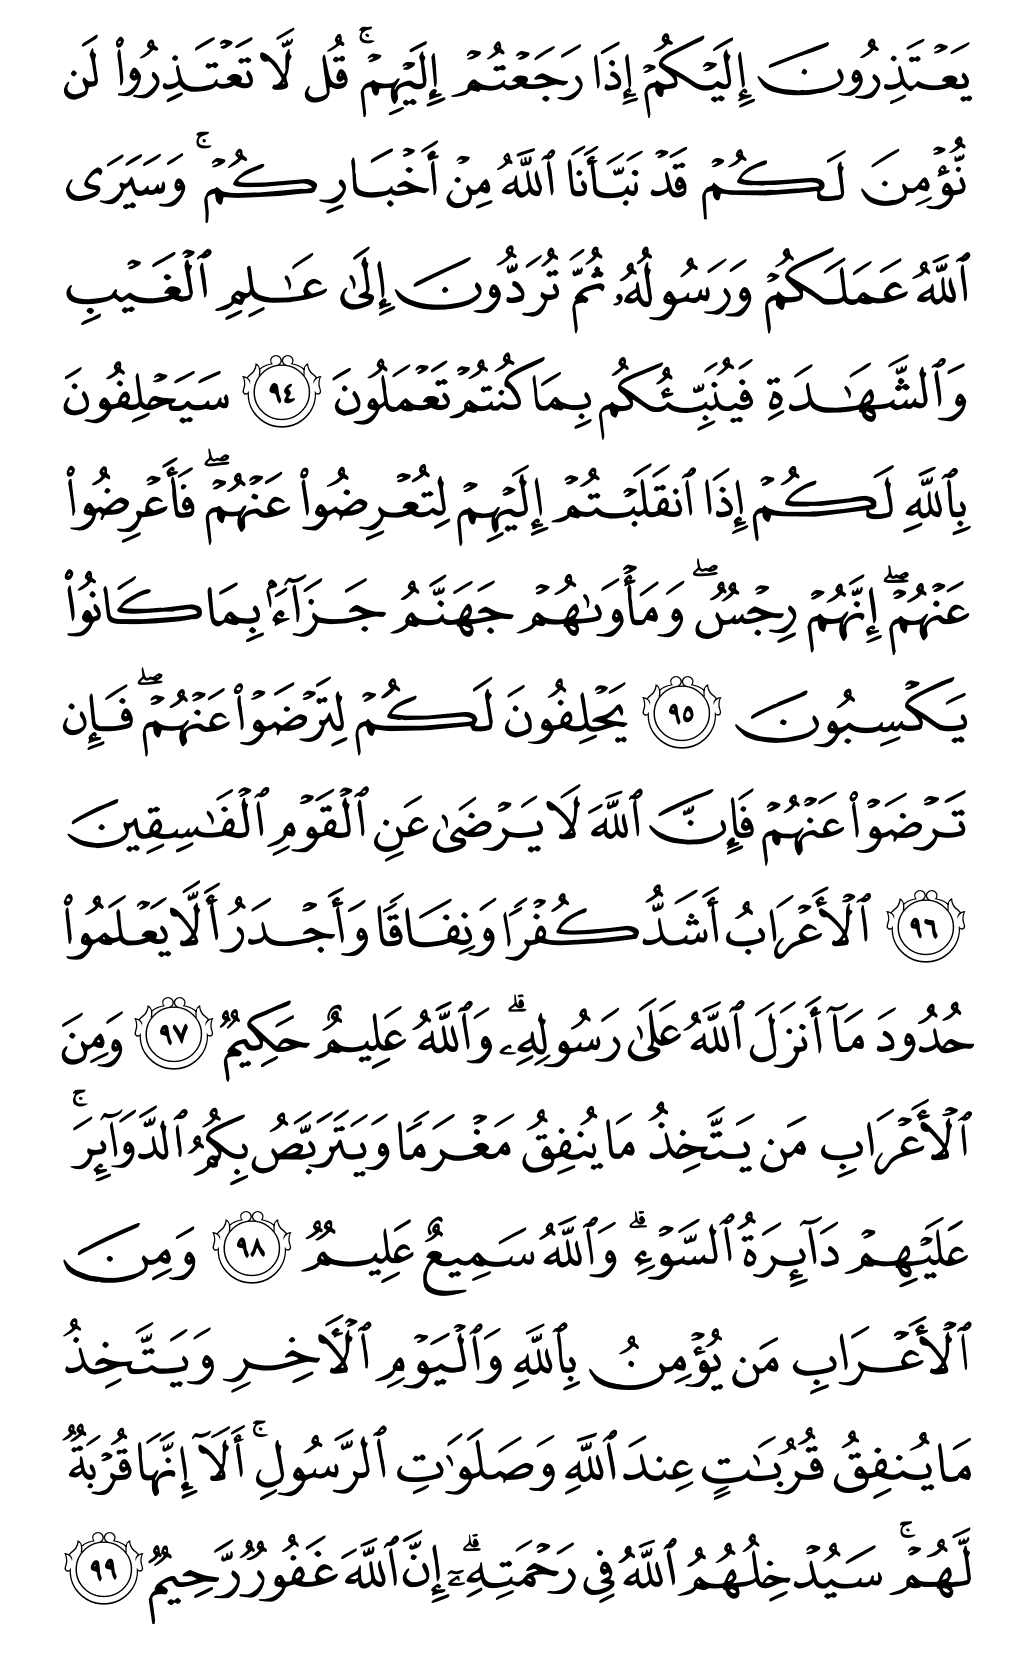 يَعْتَذِرُونَ إِلَيْكُمْ إِذَا رَجَعْتُمْ إِلَيْهِمْ ۚ قُل لَّا تَعْتَذِرُوا۟ لَن
نُّؤْمِنَ لَكُمْ قَدْ نَبَّأَنَا ٱللَّهُ مِنْ أَخْبَارِكُمْ ۚ وَسَيَرَى
ٱللَّهُ عَمَلَكُمْ وَرَسُولُهُۥ ثُمَّ تُرَدُّونَ إِلَىٰ عَـٰلِمِ ٱلْغَيْبِ
وَٱلشَّهَـٰدَةِ فَيُنَبِّئُكُم بِمَا كُنتُمْ تَعْمَلُونَ ٩٤ سَيَحْلِفُونَ
بِٱللَّهِ لَكُمْ إِذَا ٱنقَلَبْتُمْ إِلَيْهِمْ لِتُعْرِضُوا۟ عَنْهُمْ ۖ فَأَعْرِضُوا۟
عَنْهُمْ ۖ إِنَّهُمْ رِجْسٌ ۖ وَمَأْوَىٰهُمْ جَهَنَّمُ جَزَآءًۢ بِمَا كَانُوا۟
يَكْسِبُونَ ٩٥ يَحْلِفُونَ لَكُمْ لِتَرْضَوْا۟ عَنْهُمْ ۖ فَإِن
تَرْضَوْا۟ عَنْهُمْ فَإِنَّ ٱللَّهَ لَا يَرْضَىٰ عَنِ ٱلْقَوْمِ ٱلْفَـٰسِقِينَ
٩٦ ٱلْأَعْرَابُ أَشَدُّ كُفْرًا وَنِفَاقًا وَأَجْدَرُ أَلَّا يَعْلَمُوا۟
حُدُودَ مَآ أَنزَلَ ٱللَّهُ عَلَىٰ رَسُولِهِۦ ۗ وَٱللَّهُ عَلِيمٌ حَكِيمٌ ٩٧ وَمِنَ
ٱلْأَعْرَابِ مَن يَتَّخِذُ مَا يُنفِقُ مَغْرَمًا وَيَتَرَبَّصُ بِكُمُ ٱلدَّوَآئِرَ ۚ
عَلَيْهِمْ دَآئِرَةُ ٱلسَّوْءِ ۗ وَٱللَّهُ سَمِيعٌ عَلِيمٌ ٩٨ وَمِنَ
ٱلْأَعْرَابِ مَن يُؤْمِنُ بِٱللَّهِ وَٱلْيَوْمِ ٱلْـَٔاخِرِ وَيَتَّخِذُ
مَا يُنفِقُ قُرُبَـٰتٍ عِندَ ٱللَّهِ وَصَلَوَٰتِ ٱلرَّسُولِ ۚ أَلَآ إِنَّهَا قُرْبَةٌ
لَّهُمْ ۚ سَيُدْخِلُهُمُ ٱللَّهُ فِى رَحْمَتِهِۦٓ ۗ إِنَّ ٱللَّهَ غَفُورٌ رَّحِيمٌ ٩٩